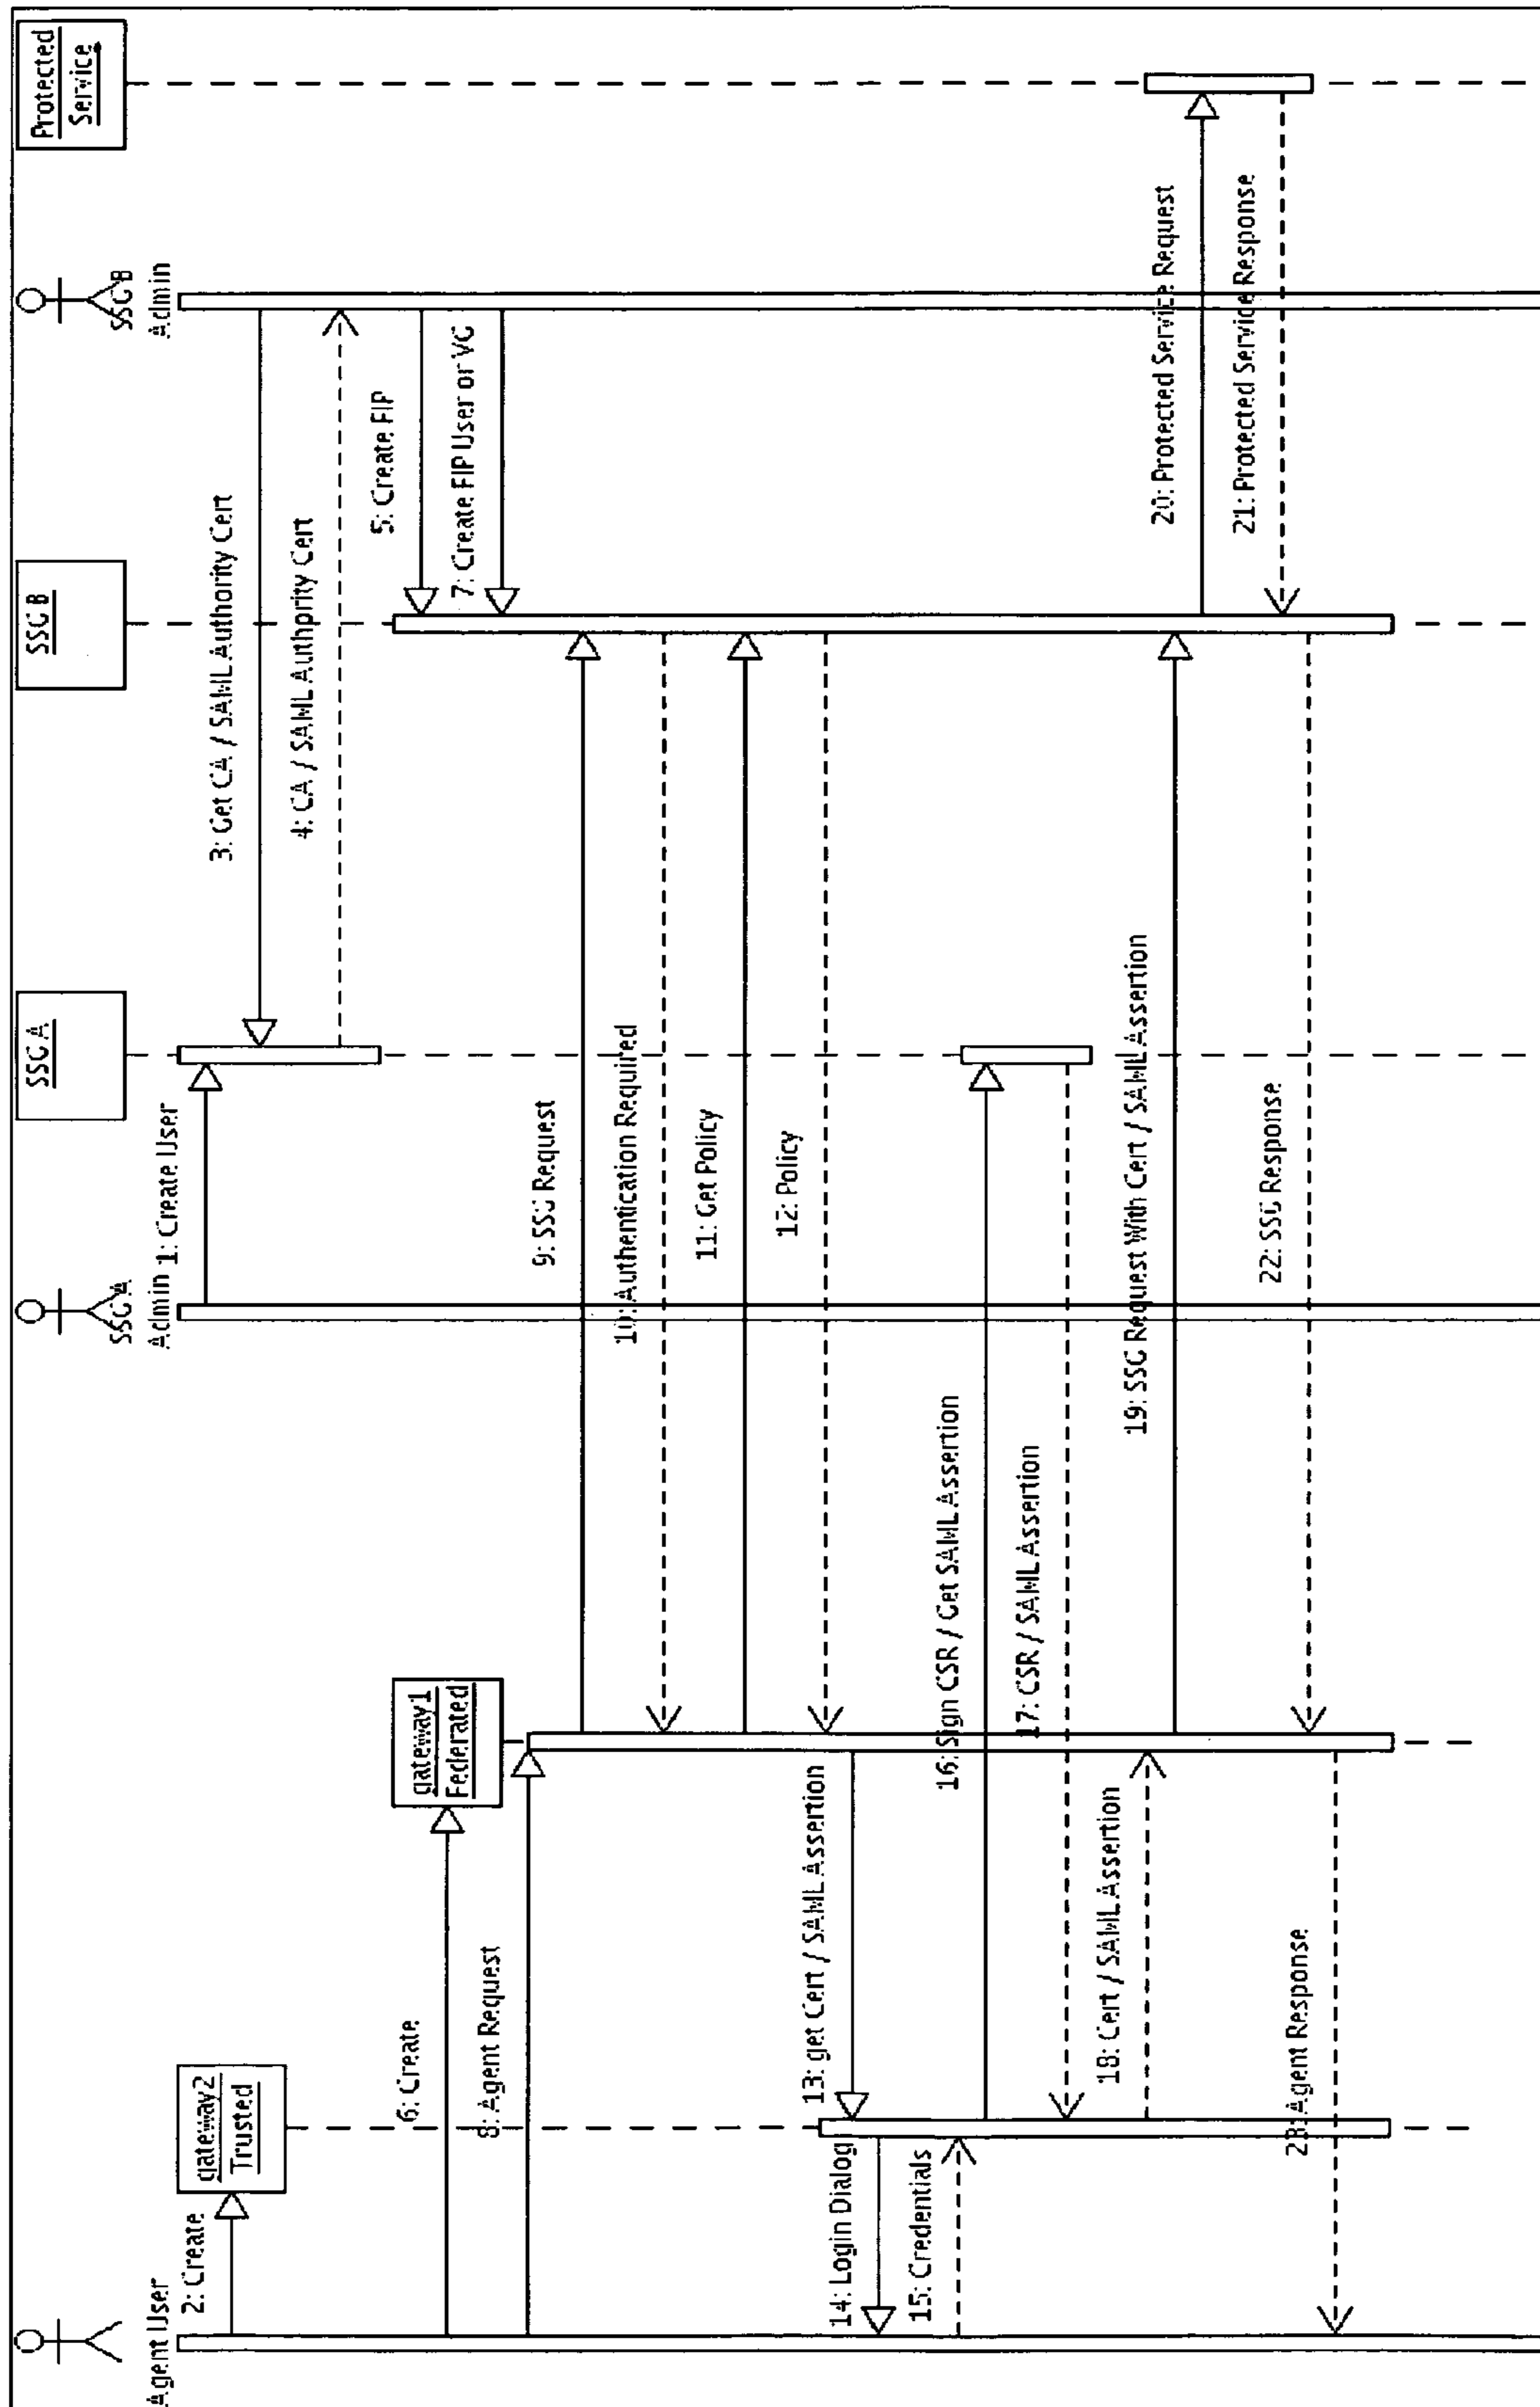 Agent User
gateway2
Trusted
gateway1
Federated
SSG A
Admin
SSG A
SSG B
SSG B
Admin
Protected
Service
1: Create User
2: Create
3: Get CA / SAML Authority Cert
4: CA / SAML Authority Cert
5: Create FIP
6: Create
7: Create FIP User or VG
8: Agent Request
9: SSG Request
10: Authentication Required
11: Get Policy
12: Policy
13: get Cert / SAML Assertion
14: Login Dialog
15: Credentials
16: Sign CSR / Get SAML Assertion
17: CSR / SAML Assertion
18: Cert / SAML Assertion
19: SSG Request With Cert / SAML Assertion
20: Protected Service Request
21: Protected Service Response
22: SSG Response
23: Agent Response